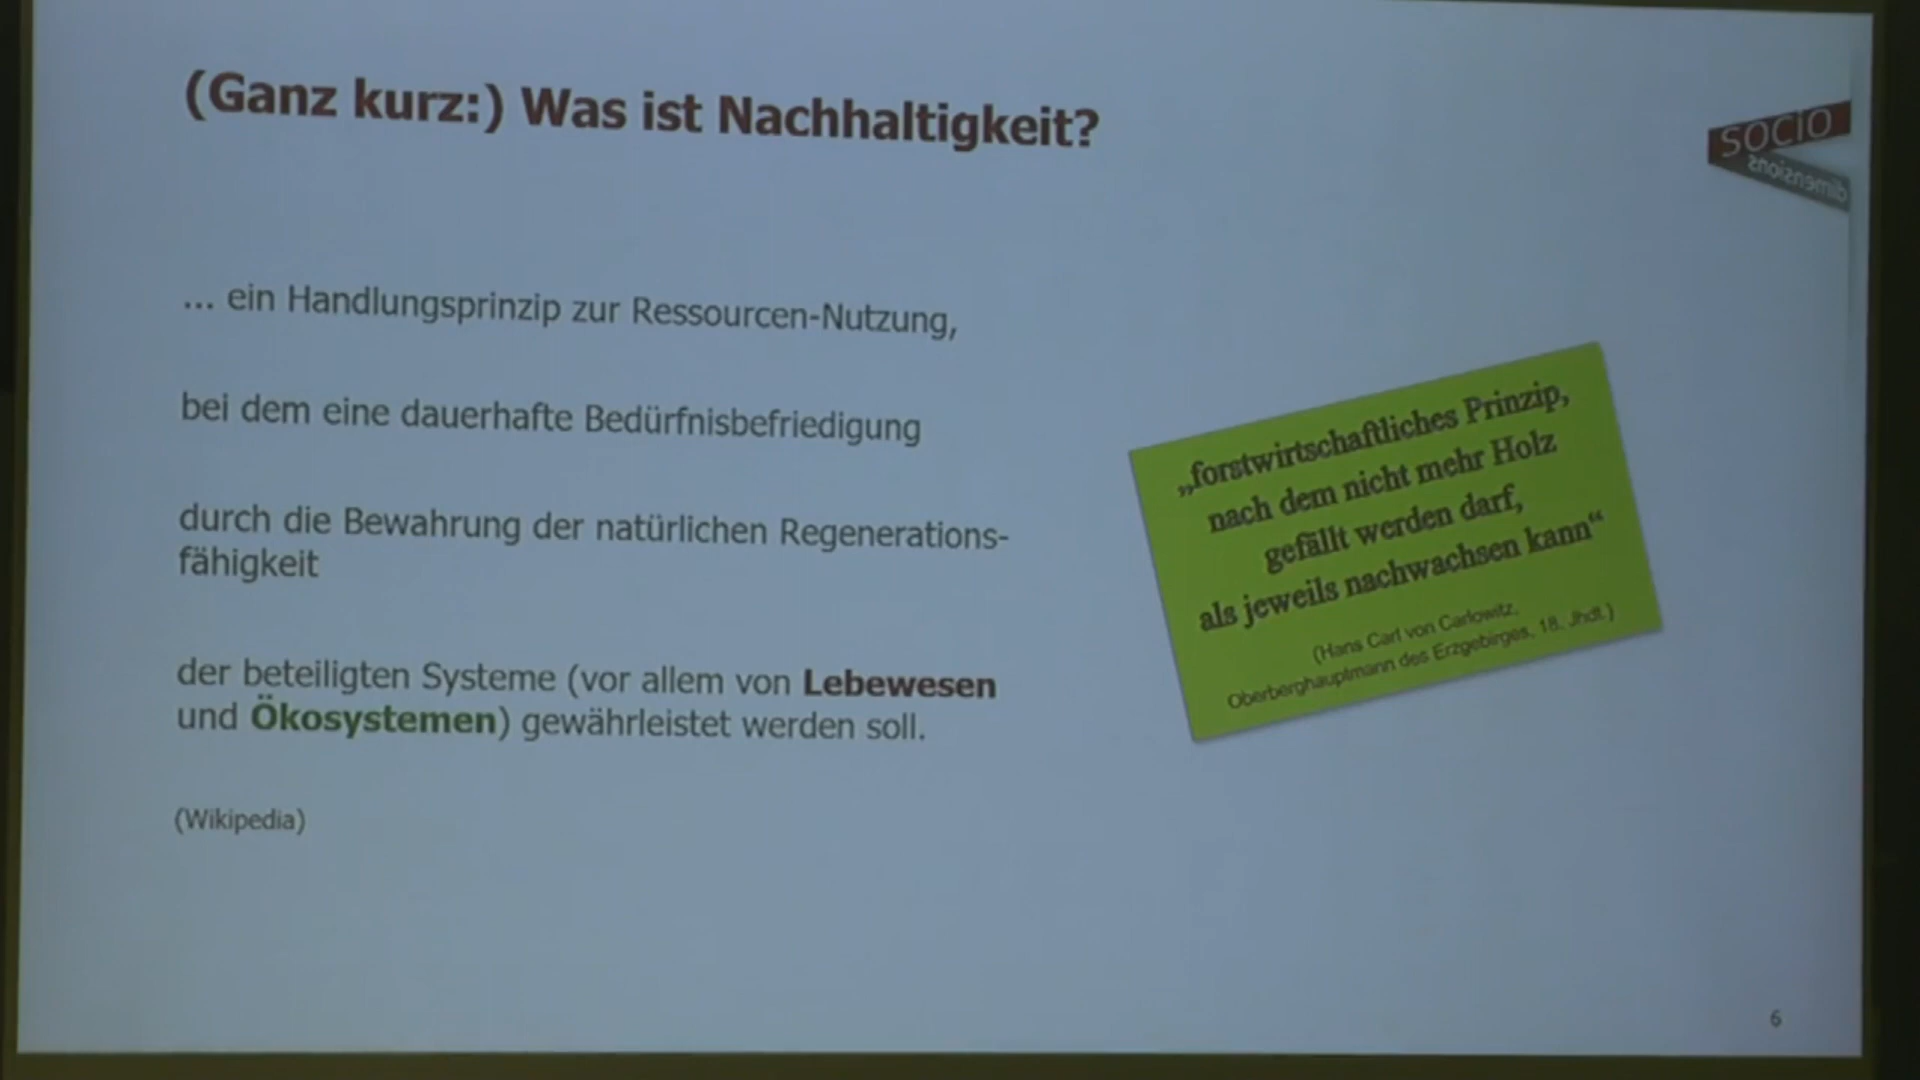 (Ganz kurz:) Was ist Nachhaltigkeit?
SOCIO
dimensions
... ein Handlungsprinzip zur Ressourcen-Nutzung,
bei dem eine dauerhafte Bedürfnisbefriedigung
durch die Bewahrung der natürlichen Regenerations-
fähigkeit
der beteiligten Systeme (vor allem von Lebewesen
und Ökosystemen) gewährleistet werden soll.
(Wikipedia)
„forstwirtschaftliches Prinzip,
nach dem nicht mehr Holz
gefällt werden darf,
als jeweils nachwachsen kann“
(Hans Carl von Carlowitz,
Oberberghauptmann des Erzgebirges, 18. Jhdt.)
6